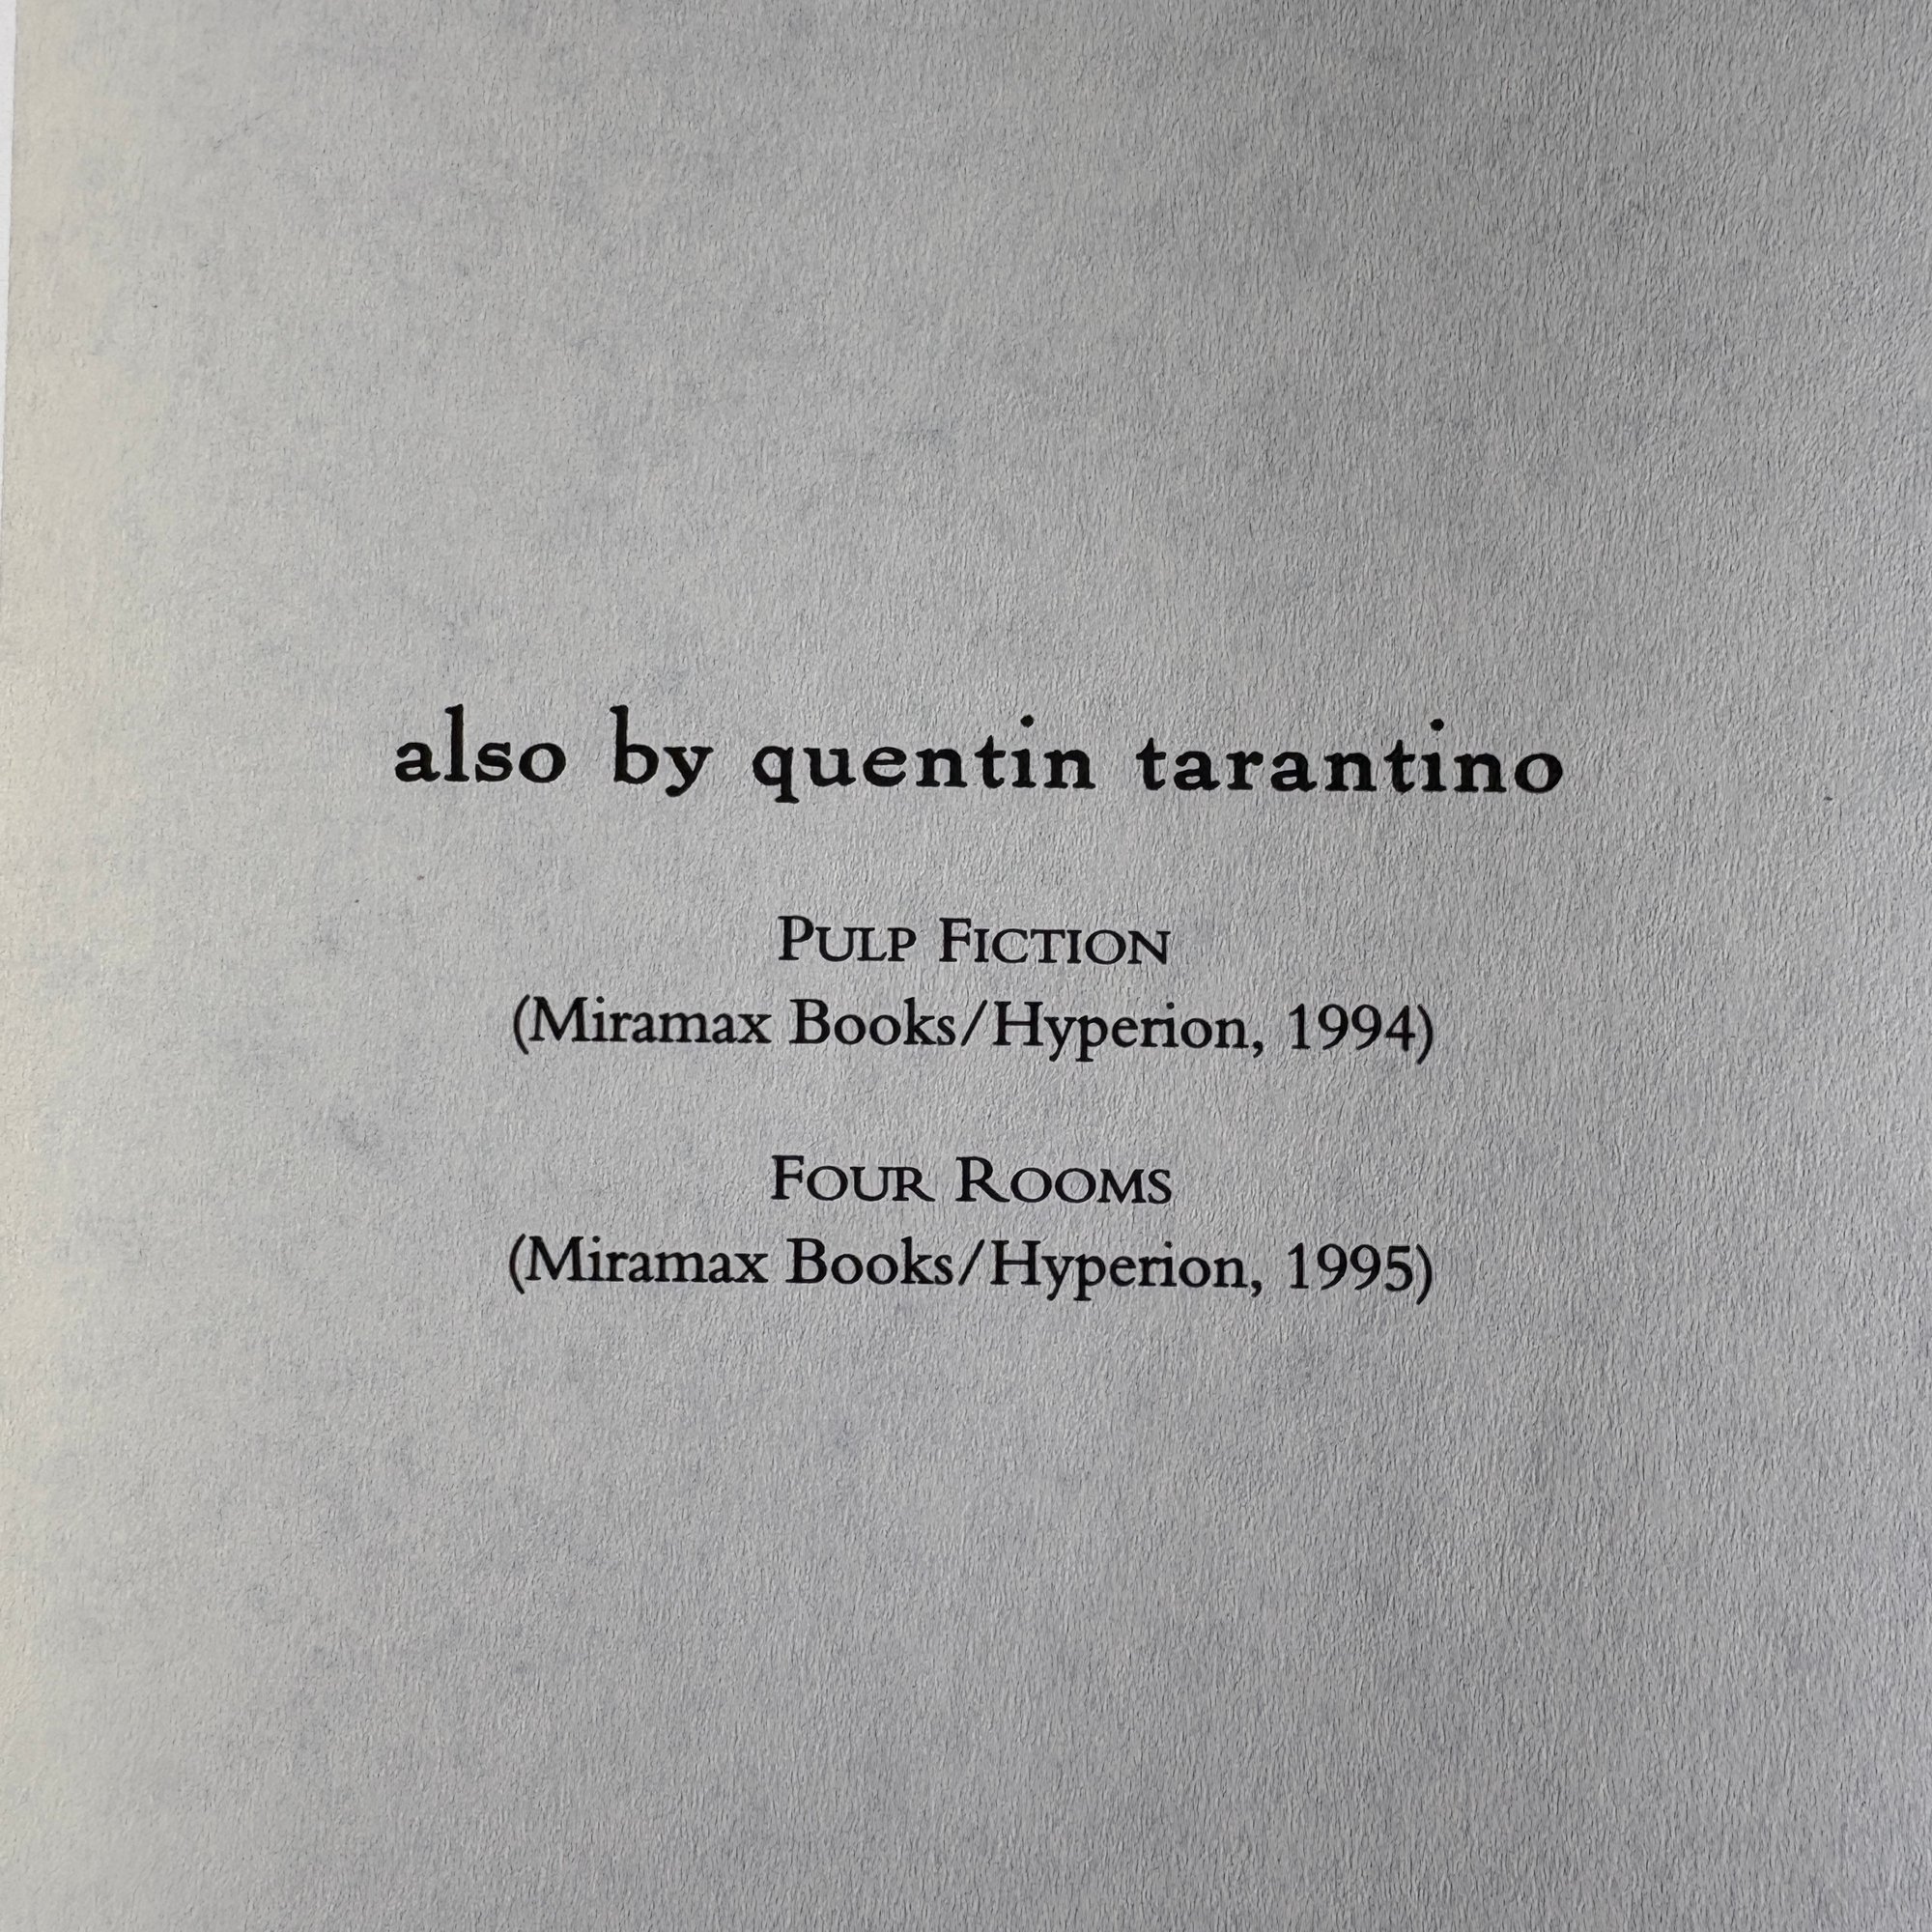 also by quentin tarantino
PULP FICTION
(Miramax Books/Hyperion, 1994)
FOUR ROOMS
(Miramax Books/Hyperion, 1995)